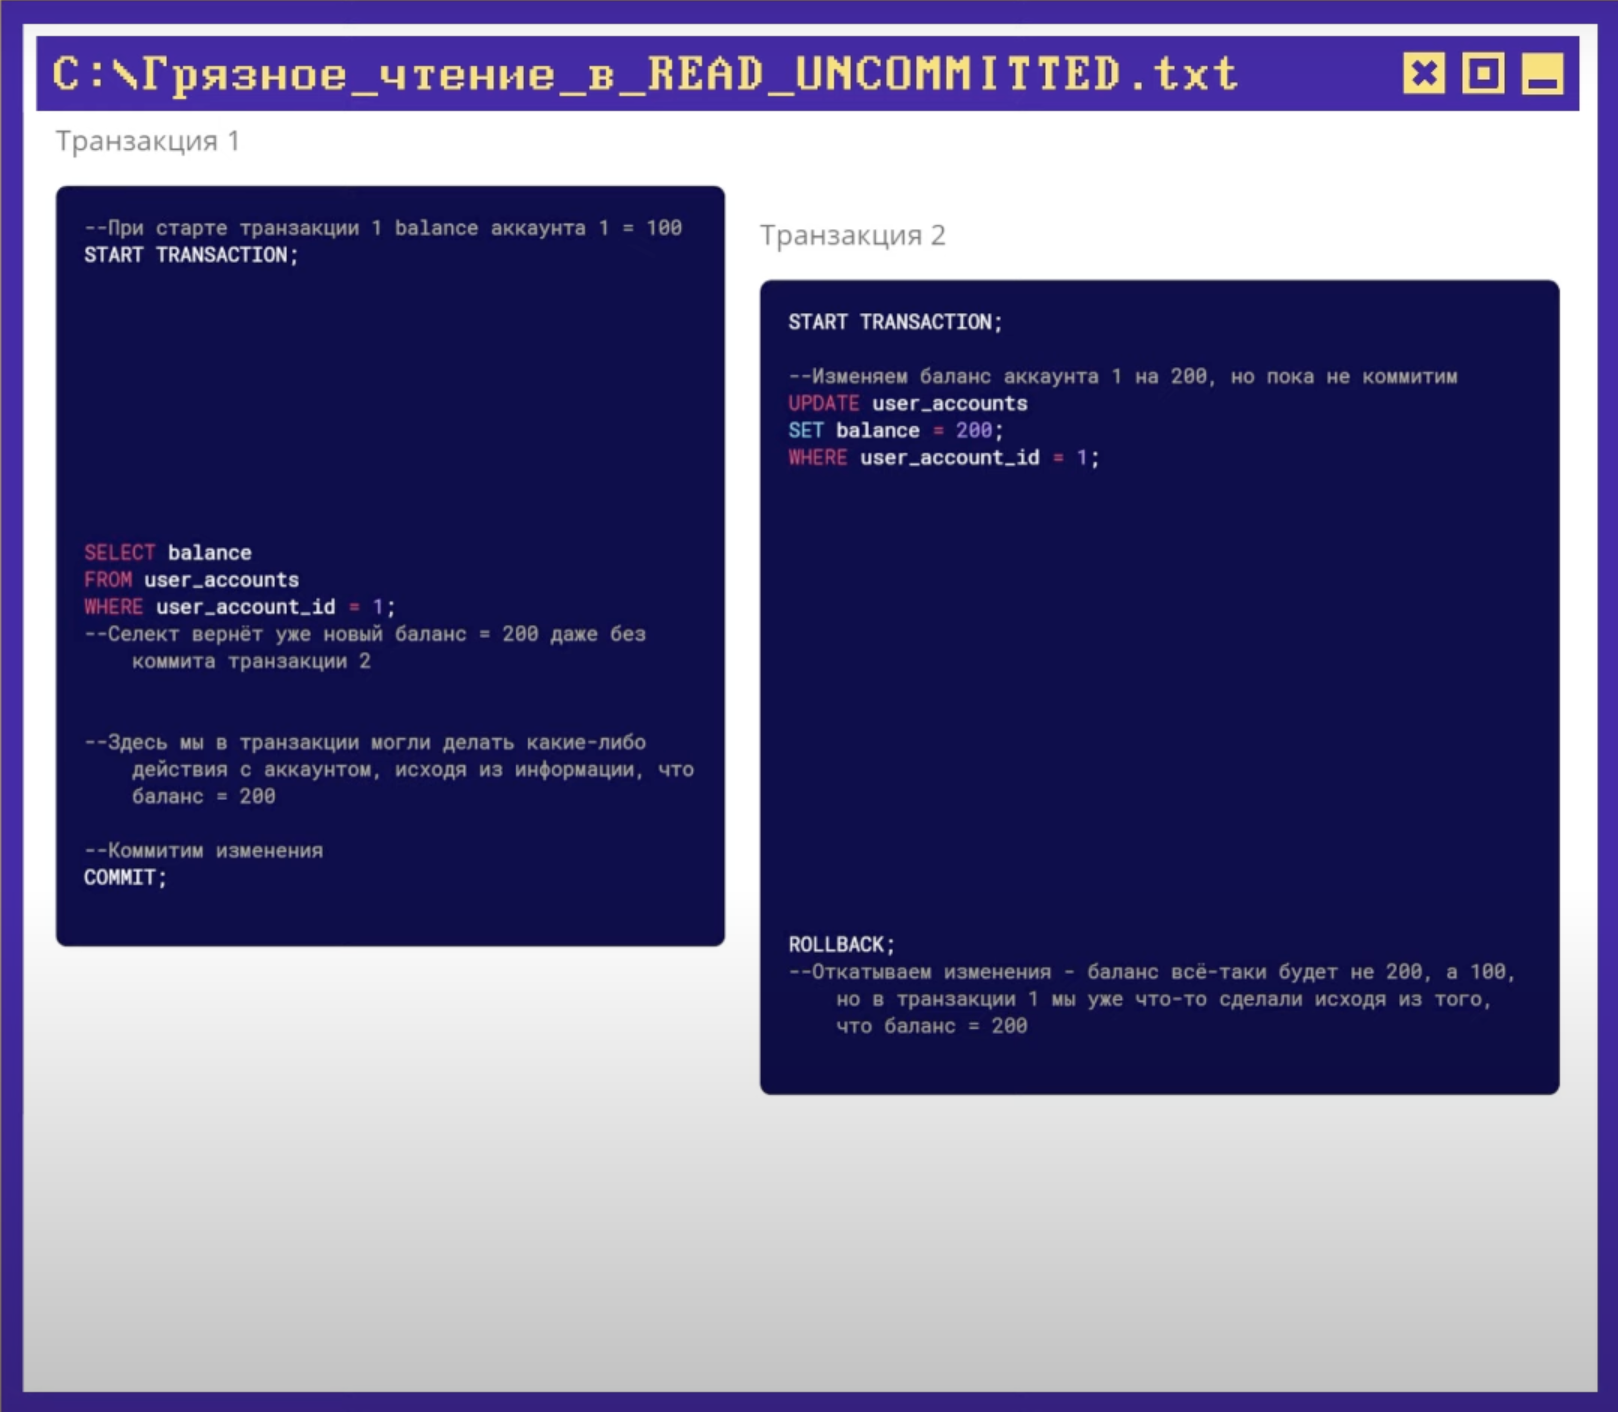 C:\Грязное_чтение_в_READ_UNCOMMITTED.txt
Транзакция 1
--При старте транзакции 1 balance аккаунта 1 = 100
START TRANSACTION;
SELECT balance
FROM user_accounts
WHERE user_account_id = 1;
--Селект вернёт уже новый баланс = 200 даже без
коммита транзакции 2
--Здесь мы в транзакции могли делать какие-либо
действия с аккаунтом, исходя из информации, что
баланс = 200
--Коммитим изменения
COMMIT;
Транзакция 2
START TRANSACTION;
--Изменяем баланс аккаунта 1 на 200, но пока не коммитим
UPDATE user_accounts
SET balance = 200;
WHERE user_account_id = 1;
ROLLBACK;
--Откатываем изменения - баланс всё-таки будет не 200, а 100,
но в транзакции 1 мы уже что-то сделали исходя из того,
что баланс = 200